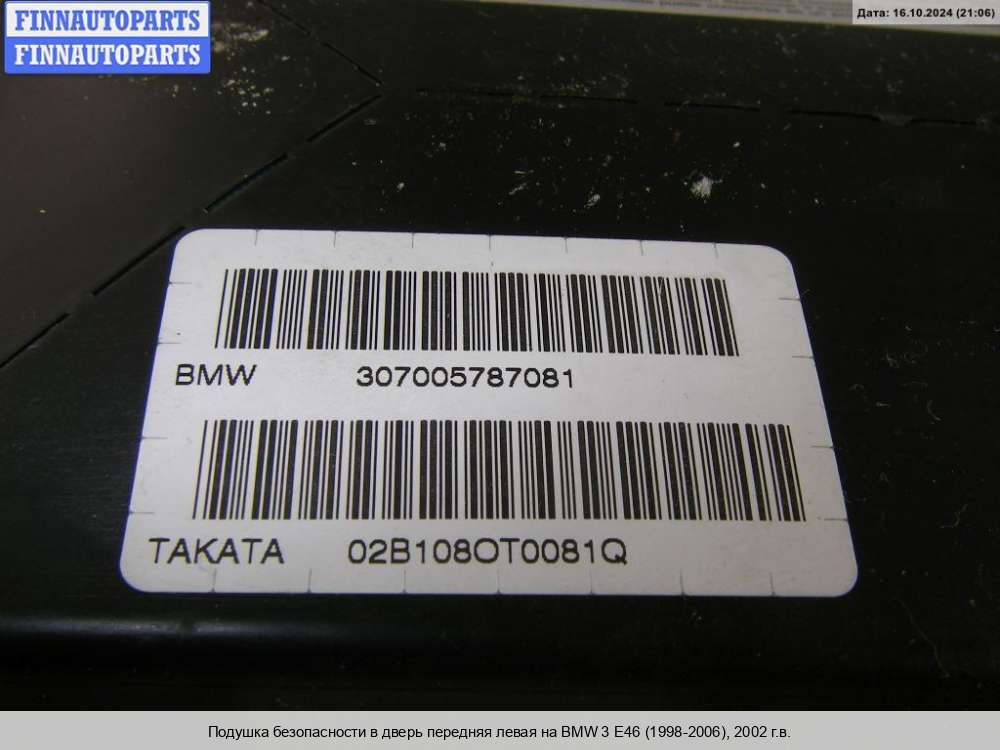 FINNAUTOPARTS
FINNAUTOPARTS
Дата: 16.10.2024 (21:06)
BMW 307005787081
TAKATA 02B108OT0081Q
Подушка безопасности в дверь передняя левая на BMW 3 E46 (1998-2006), 2002 г.в.